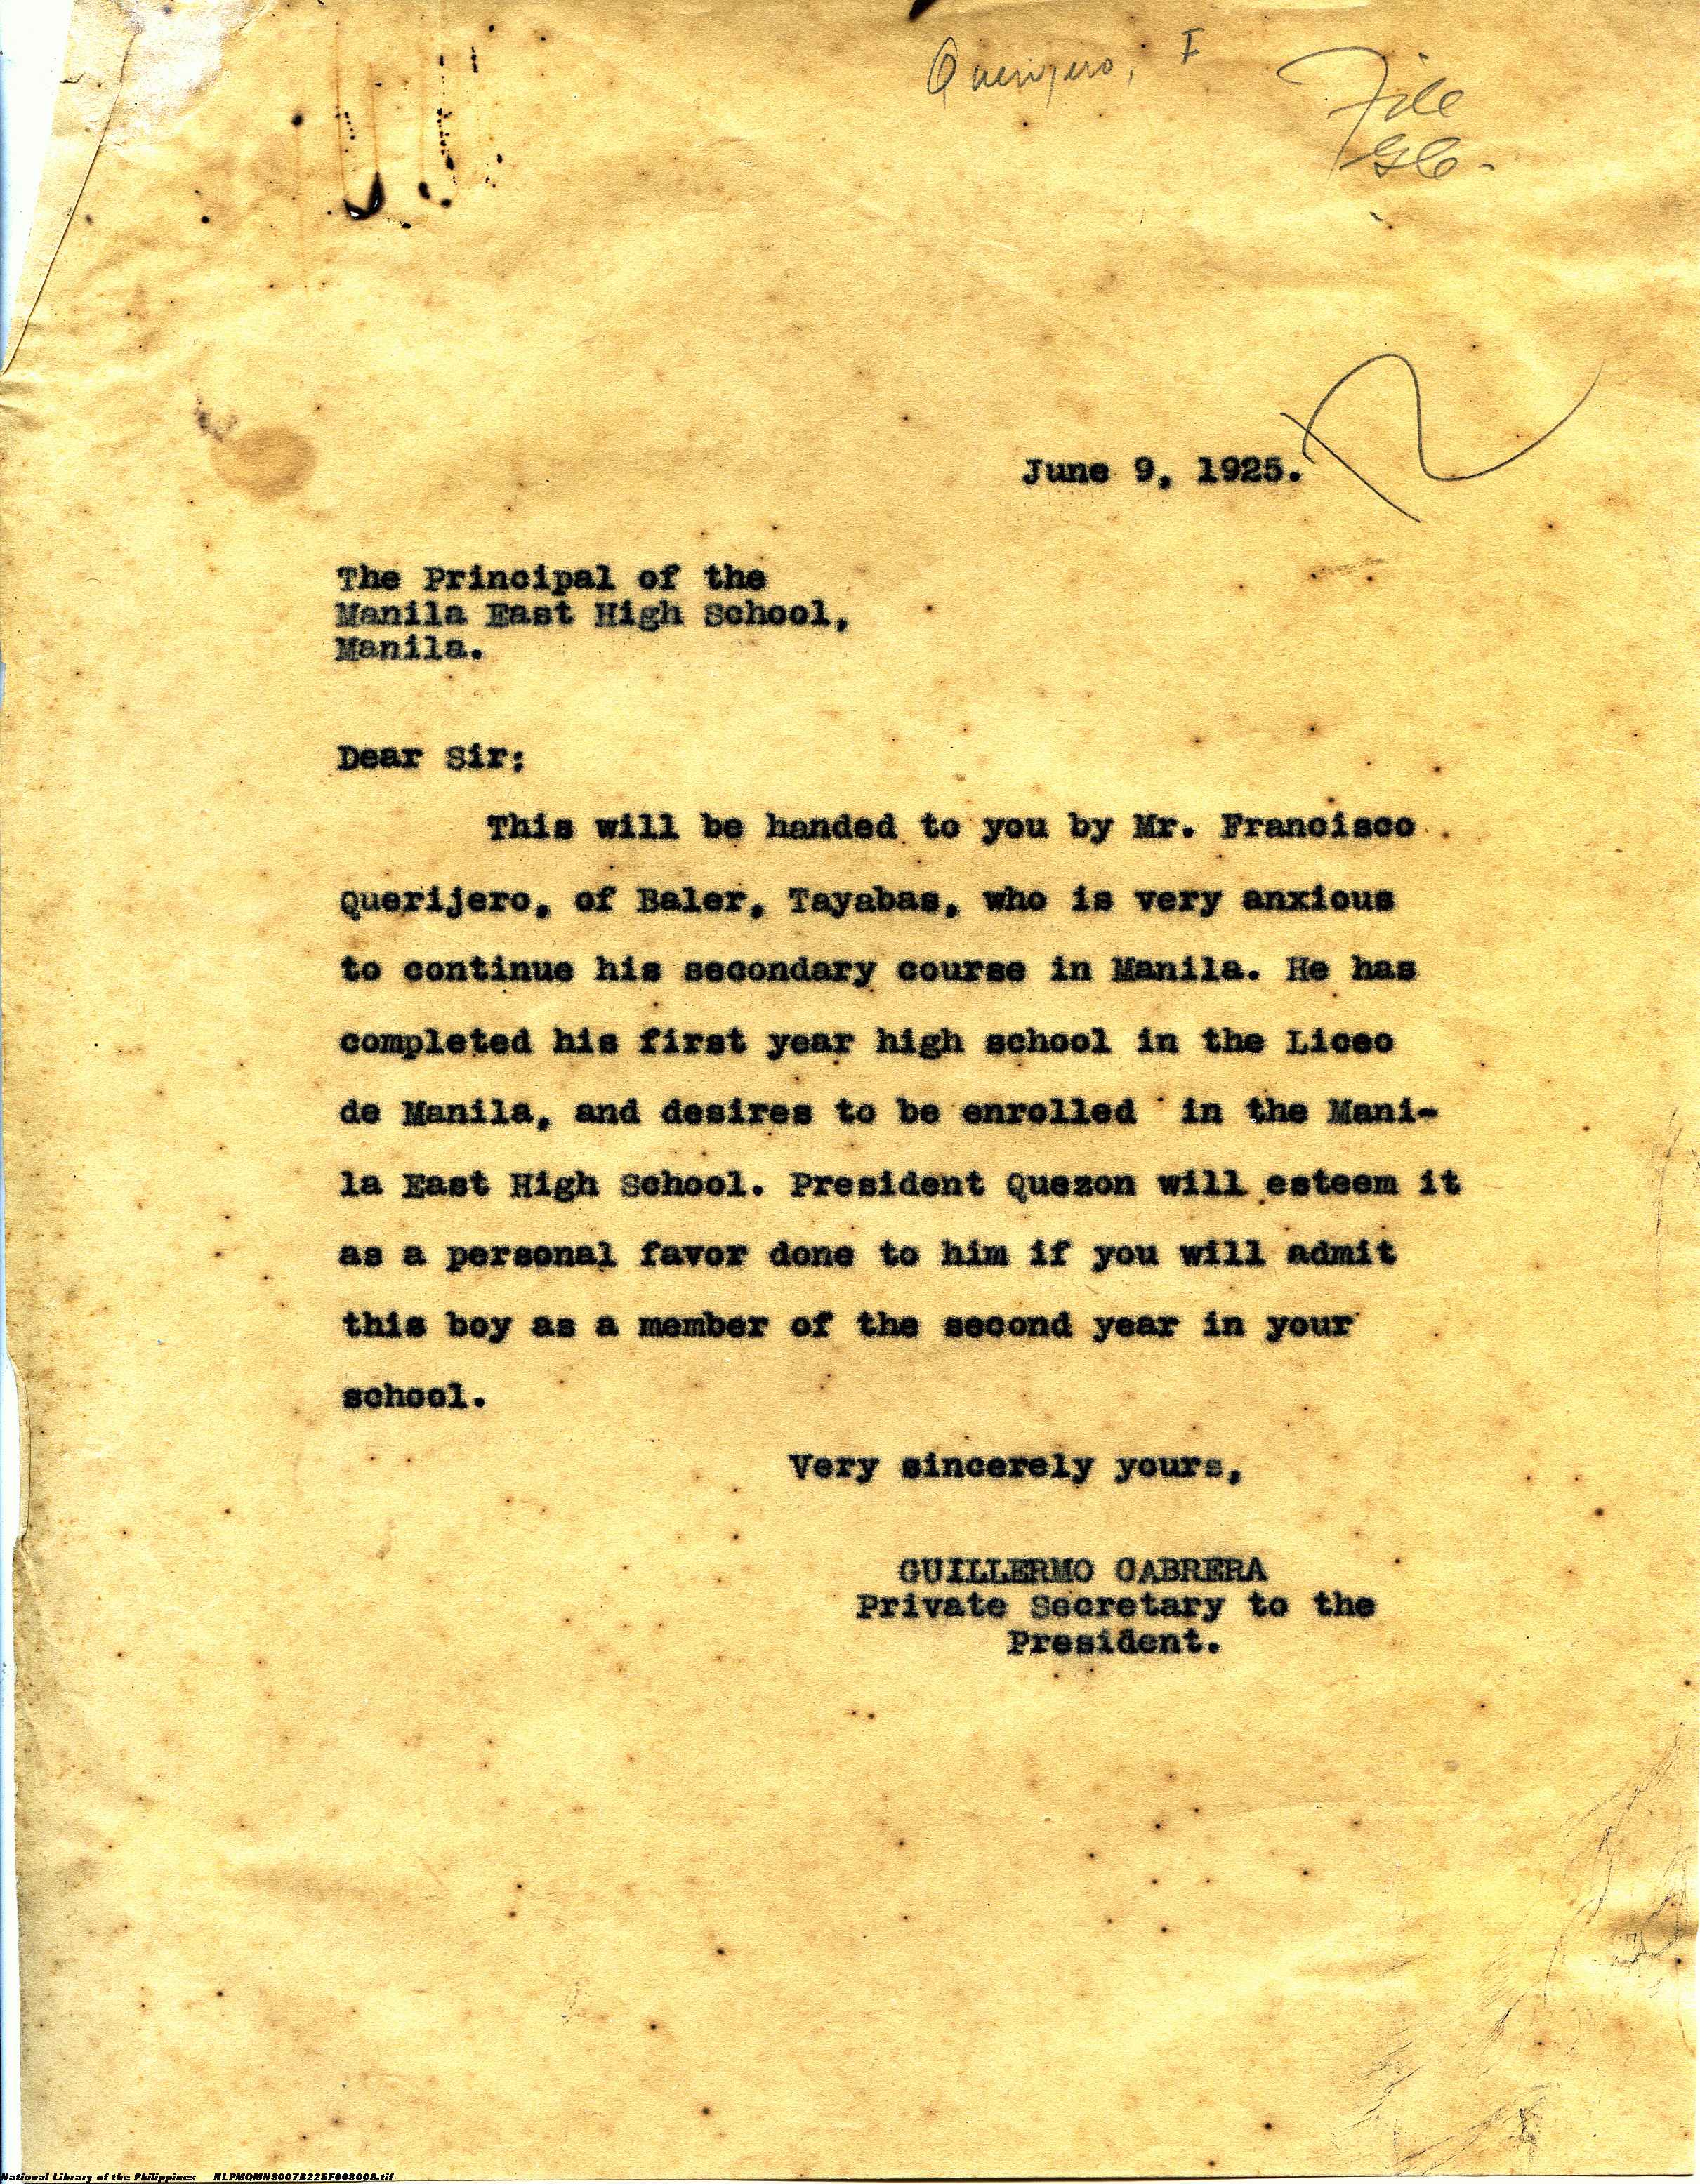 Querijero, F
File
GC-
June 9, 1925.
The Principal of the
Manila East High School,
Manila.
Dear Sir:
This will be handed to you by Mr. Francisco
Querijero, of Baler, Tayabas, who is very anxious
to continue his secondary course in Manila. He has
completed his first year high school in the Liceo
de Manila, and desires to be enrolled in the Mani-
la East High School. President Quezon will esteem it
as a personal favor done to him if you will admit
this boy as a member of the second year in your
school.
Very sincerely yours,
GUILLERMO CABRERA
Private Secretary to the
President.
National Library of the Philippines NLPMQMNS007B225F003008.tif